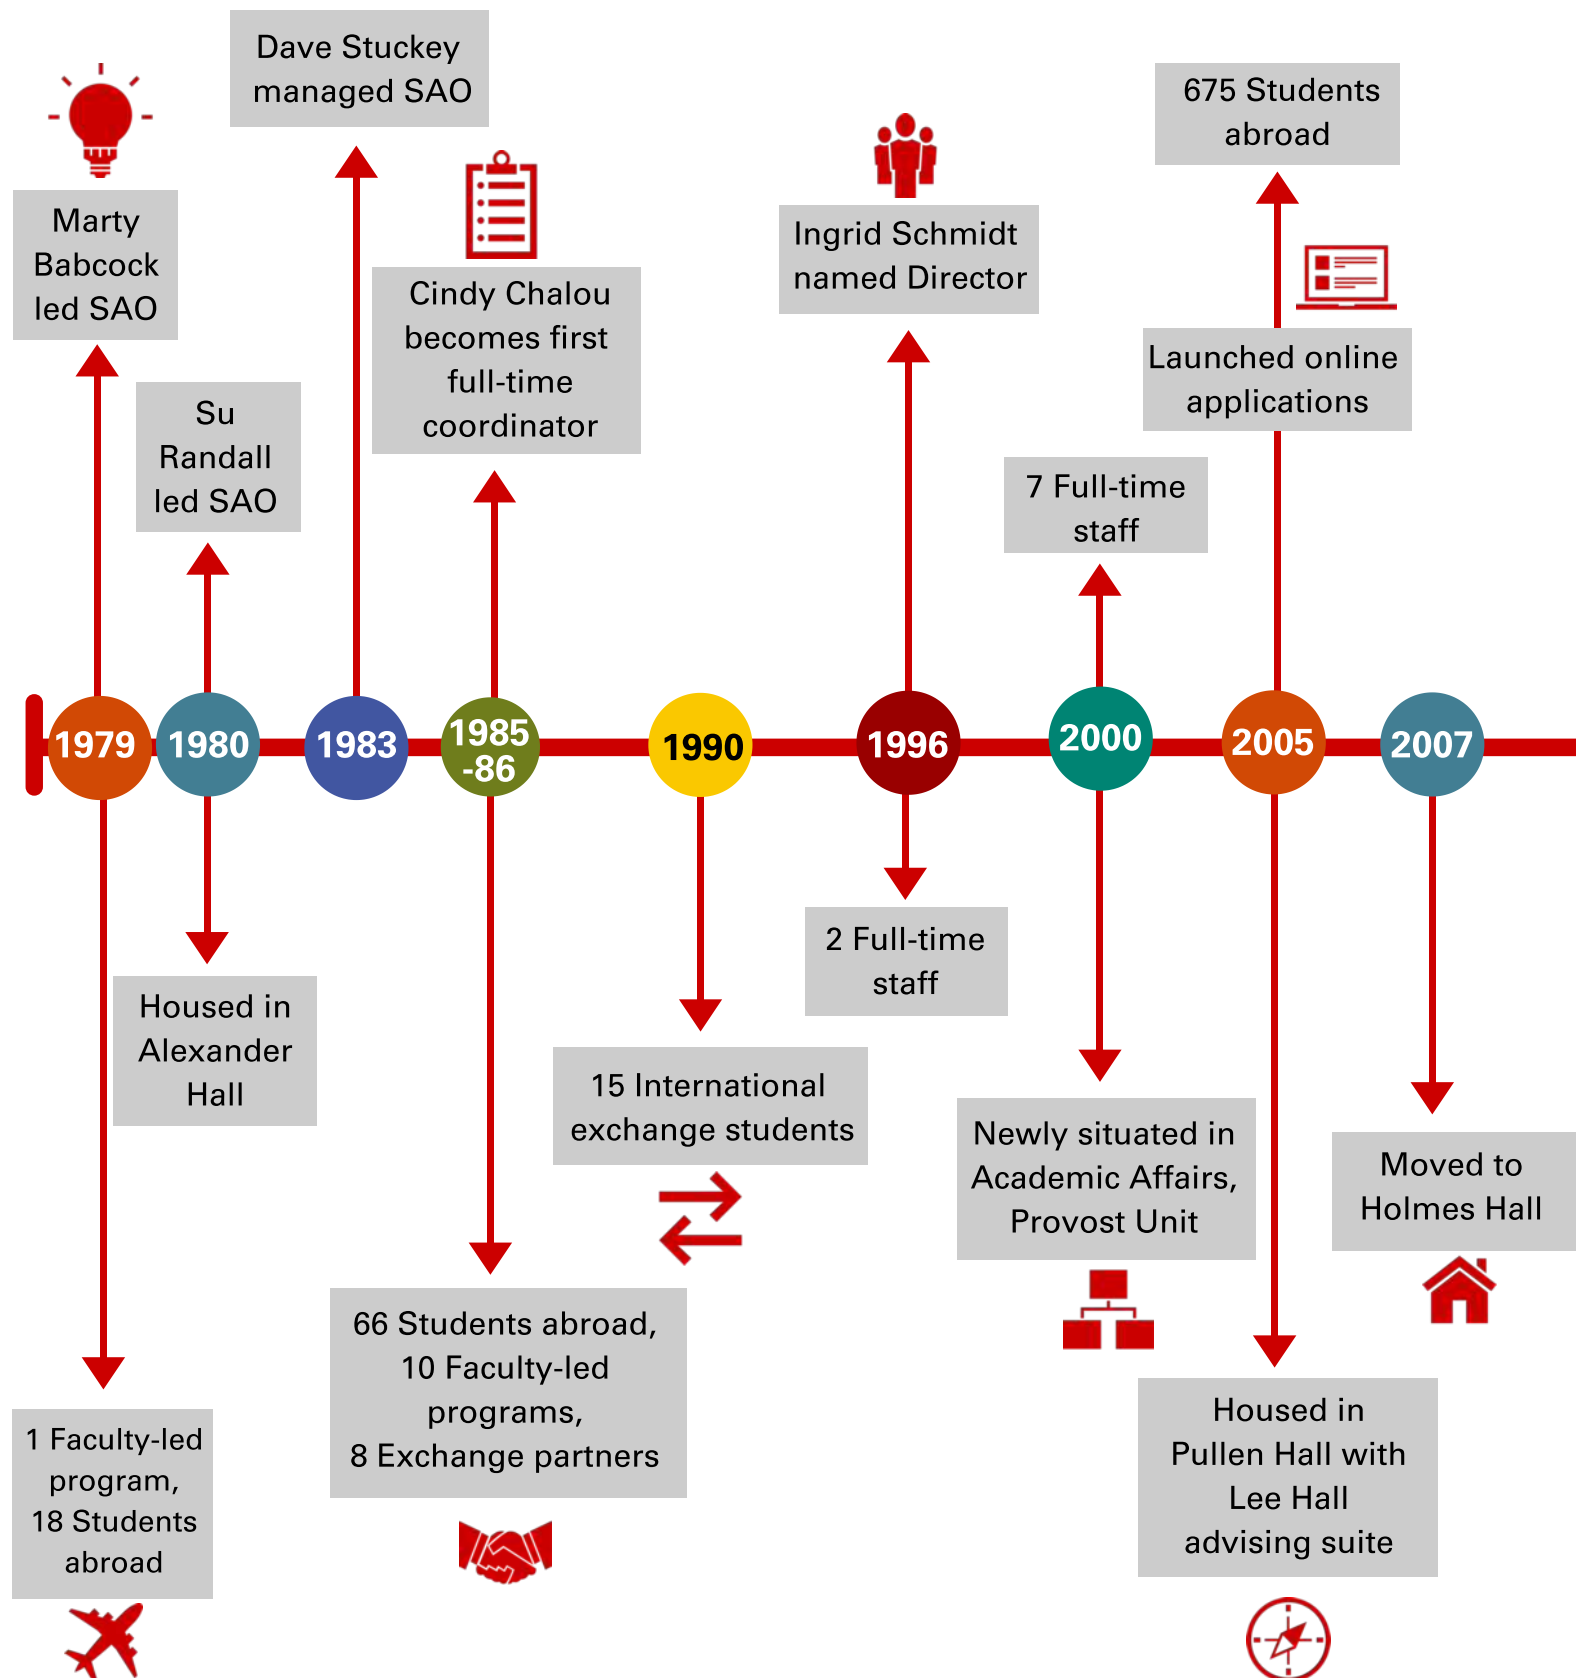 Dave Stuckey
managed SAO
675 Students
abroad
Marty
Babcock
led SAO
Ingrid Schmidt
named Director
Cindy Chalou
becomes first
full-time
coordinator
Launched online
applications
Su
Randall
led SAO
7 Full-time
staff
1979
1980
1983
1985
-86
1990
1996
2000
2005
2007
2 Full-time
staff
Housed in
Alexander
Hall
15 International
exchange students
Newly situated in
Academic Affairs,
Provost Unit
Moved to
Holmes Hall
66 Students abroad,
10 Faculty-led
programs,
8 Exchange partners
Housed in
Pullen Hall with
Lee Hall
advising suite
1 Faculty-led
program,
18 Students
abroad